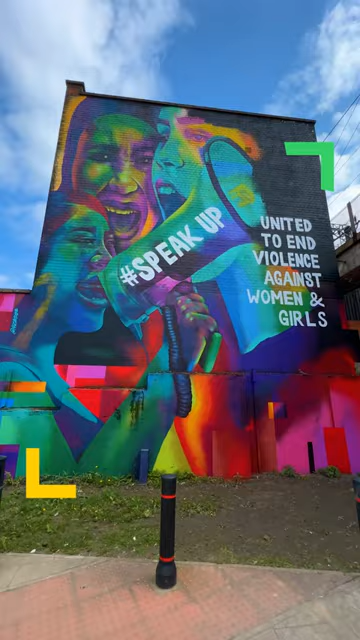 #SPEAK UP
UNITED
TO END
VIOLENCE
AGAINST
WOMEN &
GIRLS